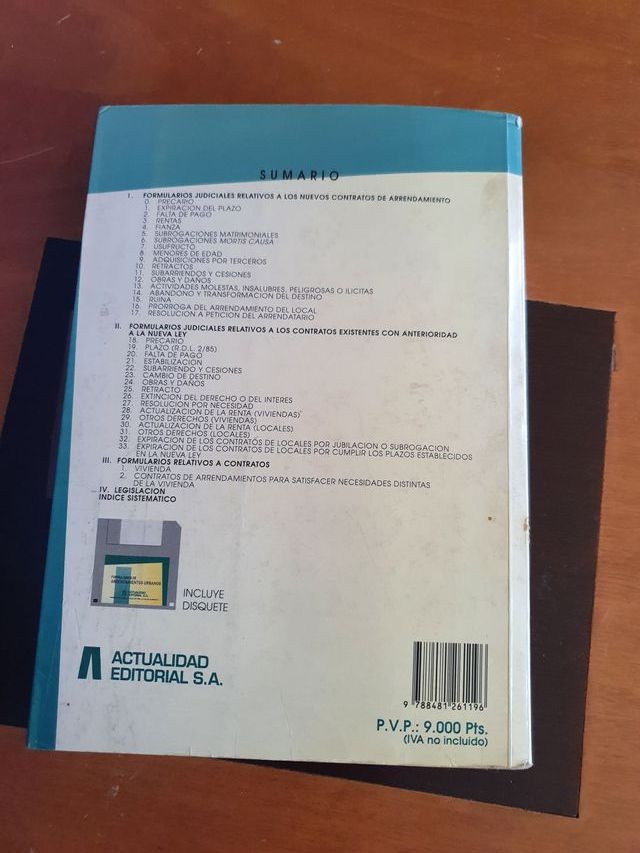 SUMARIO
I. FORMULARIOS JUDICIALES RELATIVOS A LOS NUEVOS CONTRATOS DE ARRENDAMIENTO
0. PRECARIO
1. EXPIRACION DEL PLAZO
2. FALTA DE PAGO
3. RENTAS
4. FIANZA
5. SUBROGACIONES MATRIMONIALES
6. SUBROGACIONES MORTIS CAUSA
7. USUFRUCTO
8. MENORES DE EDAD
9. ADQUISICIONES POR TERCEROS
10. RETRACTOS
11. SUBARRIENDOS Y CESIONES
12. OBRAS Y DAÑOS
13. ACTIVIDADES MOLESTAS, INSALUBRES, PELIGROSAS O ILICITAS
14. ABANDONO Y TRANSFORMACION DEL DESTINO
15. RUINA
16. PRORROGA DEL ARRENDAMIENTO DEL LOCAL
17. RESOLUCION A PETICION DEL ARRENDATARIO
II. FORMULARIOS JUDICIALES RELATIVOS A LOS CONTRATOS EXISTENTES CON ANTERIORIDAD
A LA NUEVA LEY
18. PRECARIO
19. PLAZO (R.D.L. 2/85)
20. FALTA DE PAGO
21. ESTABILIZACION
22. SUBARRIENDO Y CESIONES
23. CAMBIO DE DESTINO
24. OBRAS Y DAÑOS
25. RETRACTO
26. EXTINCION DEL DERECHO O DEL INTERES
27. RESOLUCION POR NECESIDAD
28. ACTUALIZACION DE LA RENTA (VIVIENDAS)
29. OTROS DERECHOS (VIVIENDAS)
30. ACTUALIZACION DE LA RENTA (LOCALES)
31. OTROS DERECHOS (LOCALES)
32. EXPIRACION DE LOS CONTRATOS DE LOCALES POR JUBILACION O SUBROGACION
33. EXPIRACION DE LOS CONTRATOS DE LOCALES POR CUMPLIR LOS PLAZOS ESTABLECIDOS
EN LA NUEVA LEY
III. FORMULARIOS RELATIVOS A CONTRATOS
1. VIVIENDA
2. CONTRATOS DE ARRENDAMIENTOS PARA SATISFACER NECESIDADES DISTINTAS
DE LA VIVIENDA
IV. LEGISLACION
INDICE SISTEMATICO
FORMULARIOS DE
ARRENDAMIENTOS URBANOS
ACTUALIDAD
EDITORIAL S.A.
INCLUYE
DISQUETE
ACTUALIDAD
EDITORIAL S.A.
9 788481 261196
P.V.P.: 9.000 Pts.
(IVA no incluido)